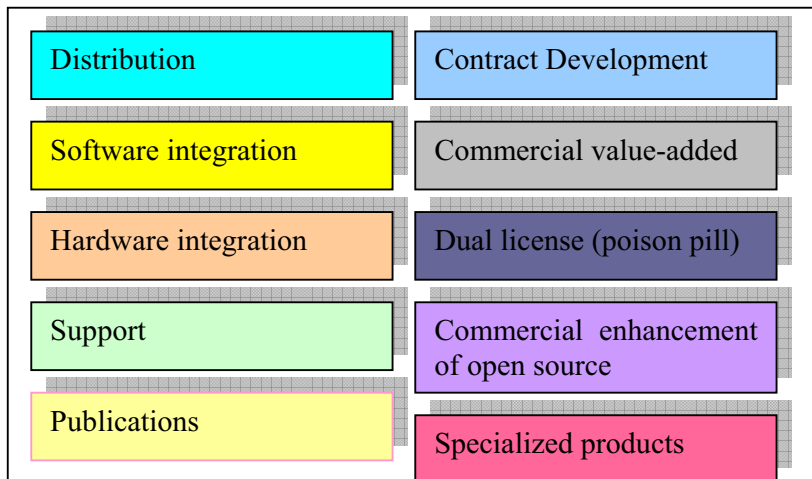 Distribution
Contract Development
Software integration
Commercial value-added
Hardware integration
Dual license (poison pill)
Support
Commercial enhancement
of open source
Publications
Specialized products